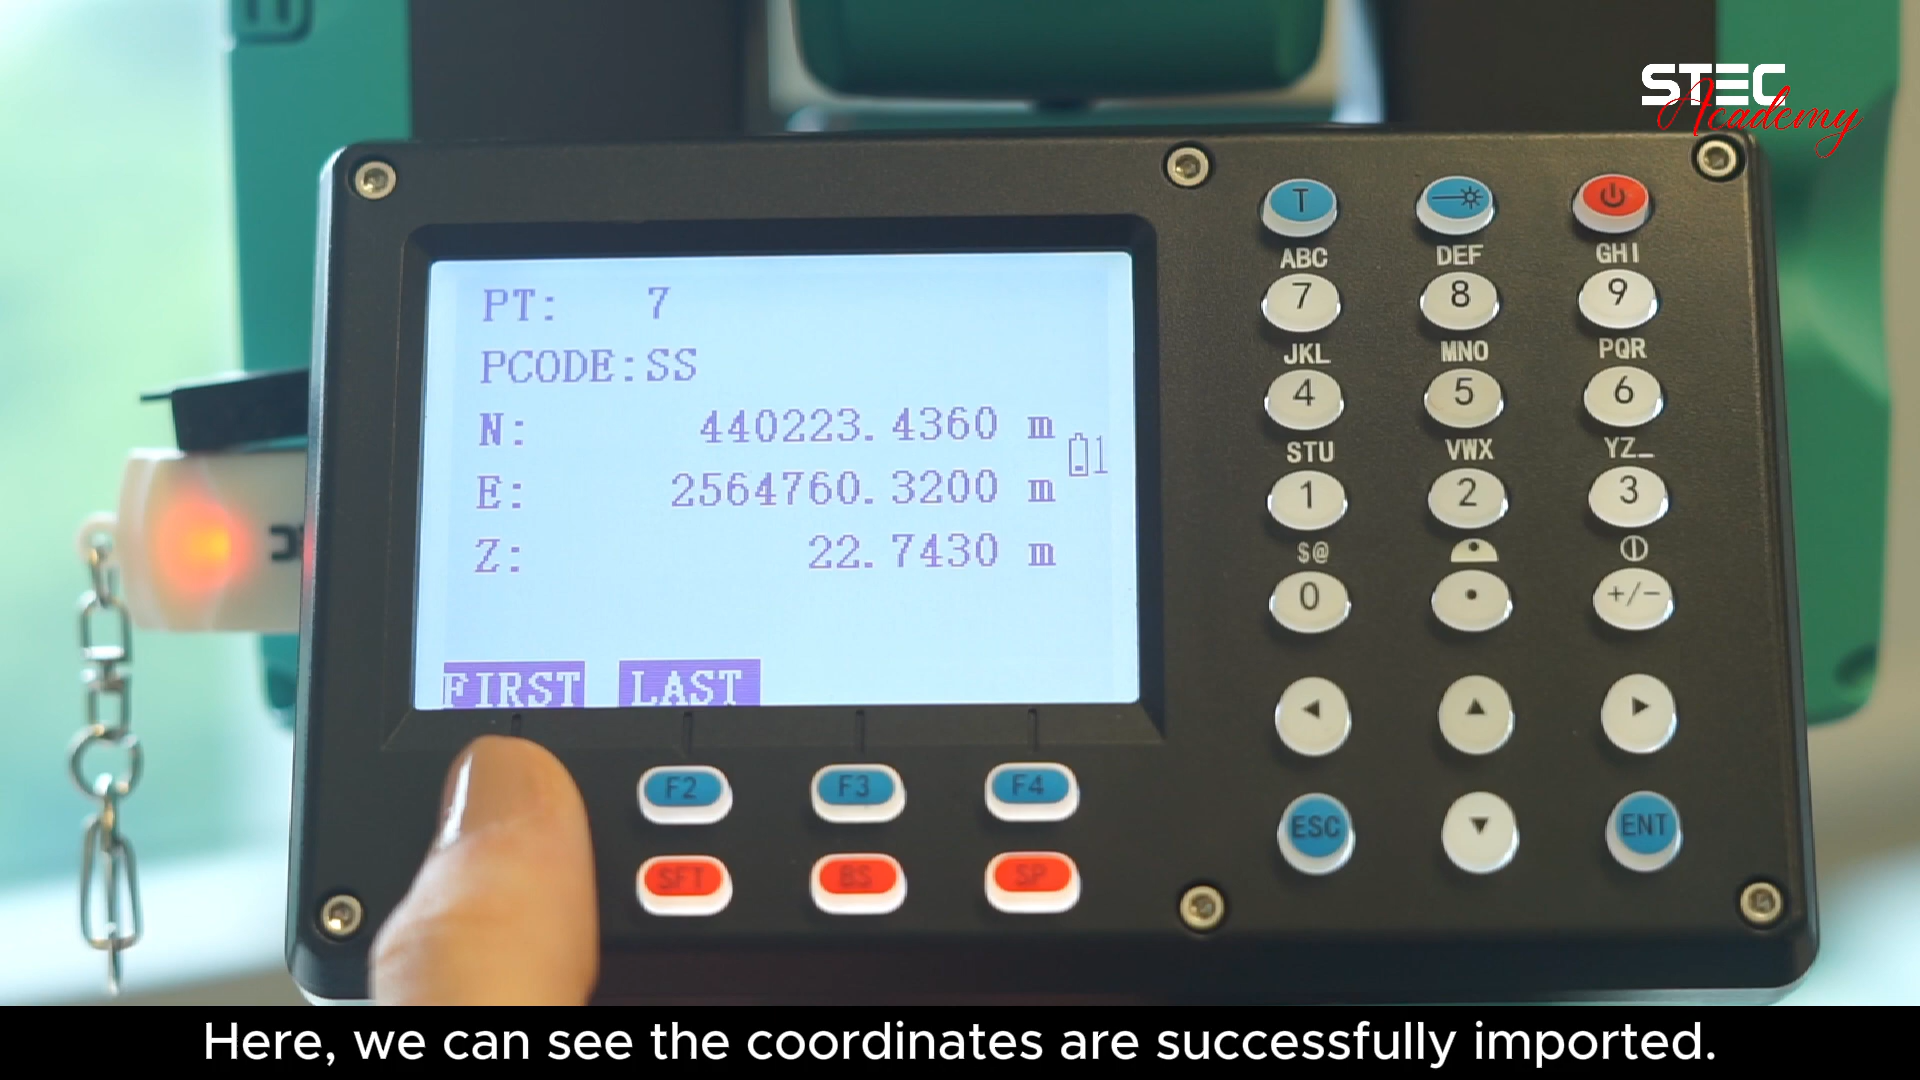 STEC
Academy
PT: 7
PCODE:SS
N: 440223.4360 m
E: 2564760.3200 m
Z: 22.7430 m
1
FIRST LAST
T
ABC DEF GHI
7 8 9
JKL MNO PQR
4 5 6
STU VWX YZ_
1 2 3
$@
0 • +/-
F2 F3 F4
ESC ENT
SFT BS SP
Here, we can see the coordinates are successfully imported.